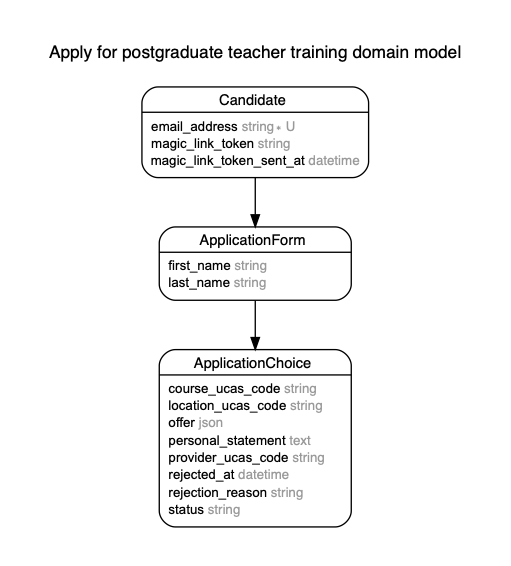 Apply for postgraduate teacher training domain model
Candidate
email_address string ∗ U
magic_link_token string
magic_link_token_sent_at datetime
ApplicationForm
first_name string
last_name string
ApplicationChoice
course_ucas_code string
location_ucas_code string
offer json
personal_statement text
provider_ucas_code string
rejected_at datetime
rejection_reason string
status string